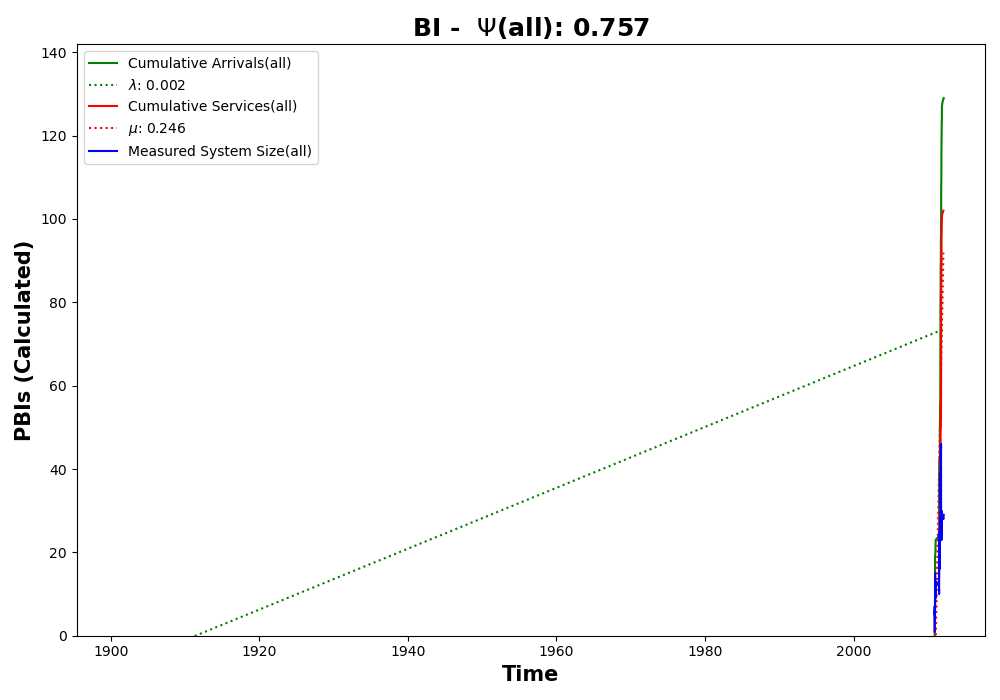 BI - Ψ(all): 0.757
Cumulative Arrivals(all)
λ: 0.002
Cumulative Services(all)
μ: 0.246
Measured System Size(all)
PBIs (Calculated)
140
120
100
80
60
40
20
0
1900 1920 1940 1960 1980 2000
Time